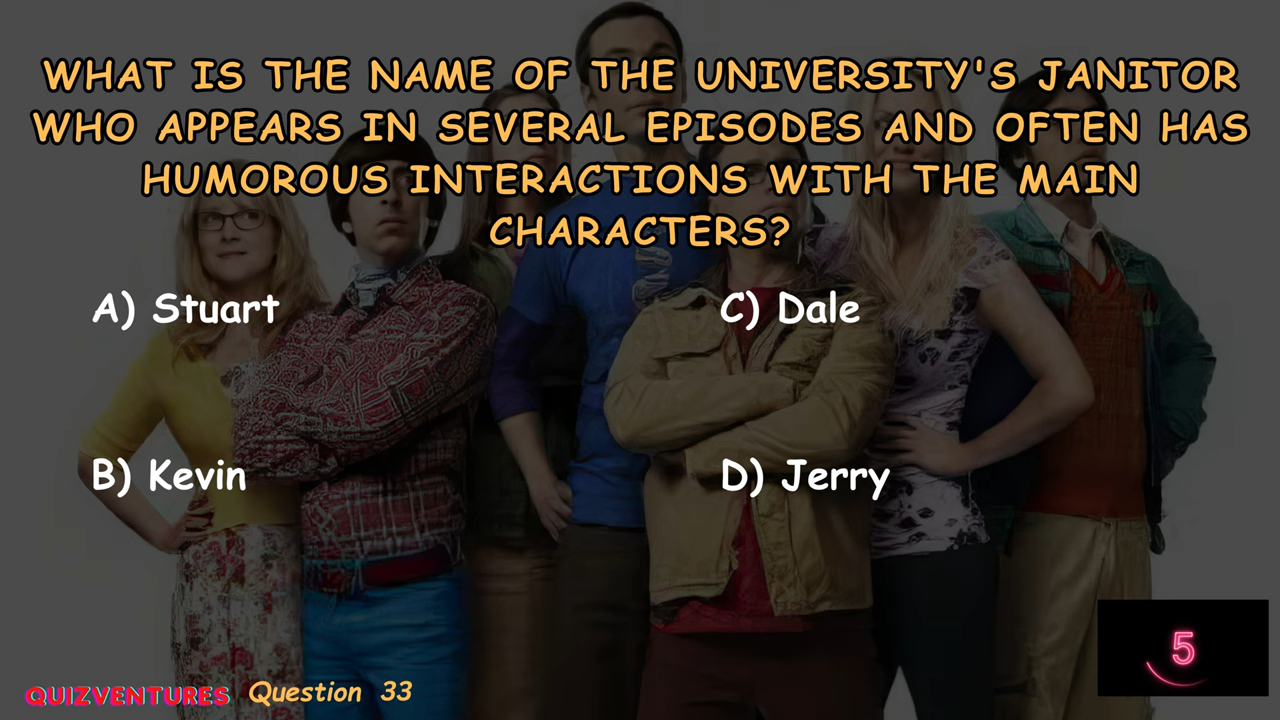 WHAT IS THE NAME OF THE UNIVERSITY'S JANITOR
WHO APPEARS IN SEVERAL EPISODES AND OFTEN HAS
HUMOROUS INTERACTIONS WITH THE MAIN
CHARACTERS?
A) Stuart
C) Dale
B) Kevin
D) Jerry
5
QUIZVENTURES Question 33